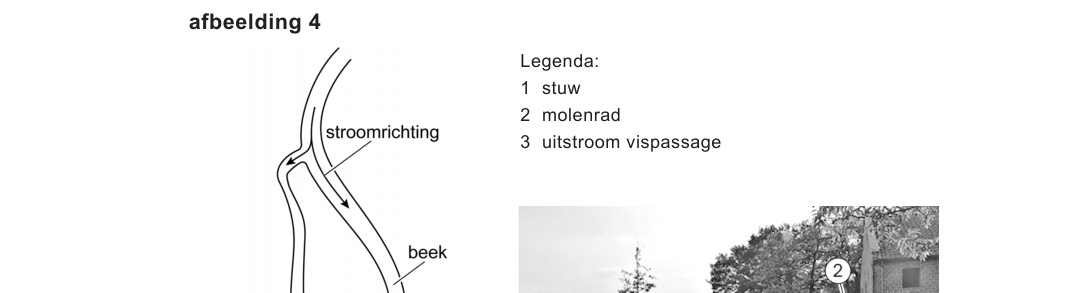 afbeelding 4
stroomrichting
beek
Legenda:
1 stuw
2 molenrad
3 uitstroom vispassage
2